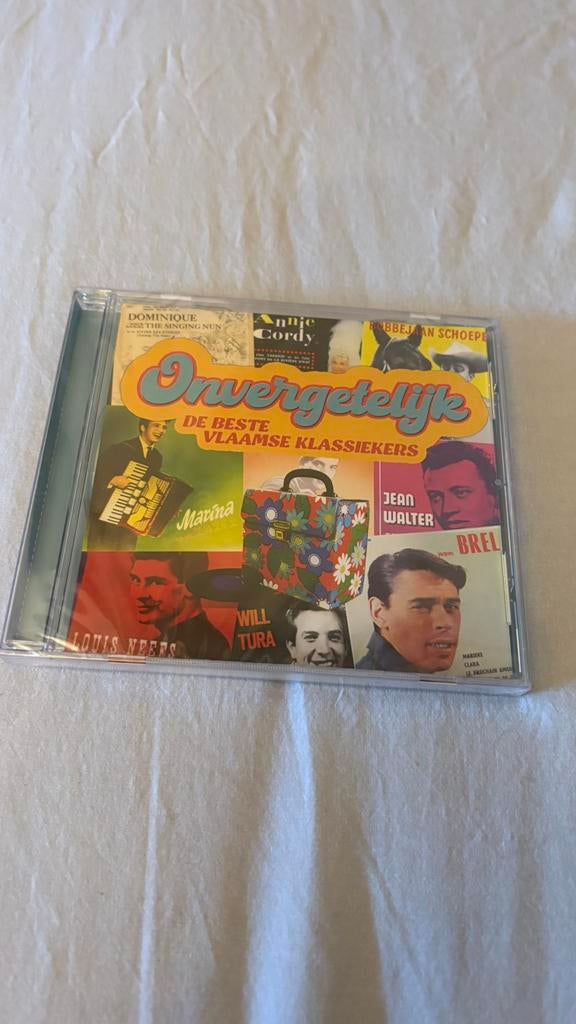 DOMINIQUE
THE SINGING NUN
Annie
Cordy
BOBBEJAAN SCHOEPE
Onvergetelijk
DE BESTE
VLAAMSE KLASSIEKERS
Marina
JEAN
WALTER
BREL
LOUIS NEEFS
WILL
TURA
MARIEKE
CLARA